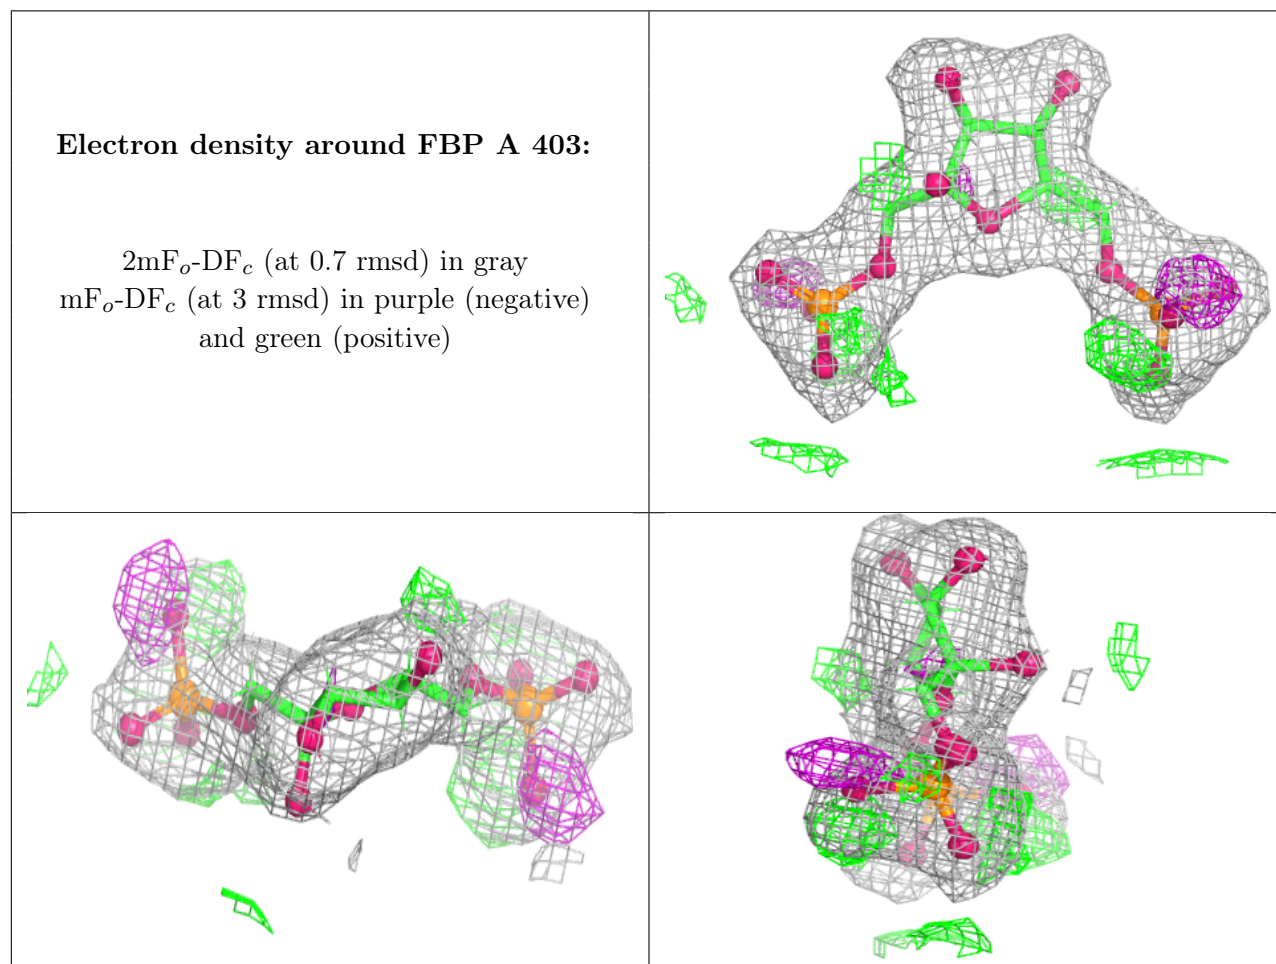 Electron density around FBP A 403:
2mFo-DFc (at 0.7 rmsd) in gray
mFo-DFc (at 3 rmsd) in purple (negative)
and green (positive)